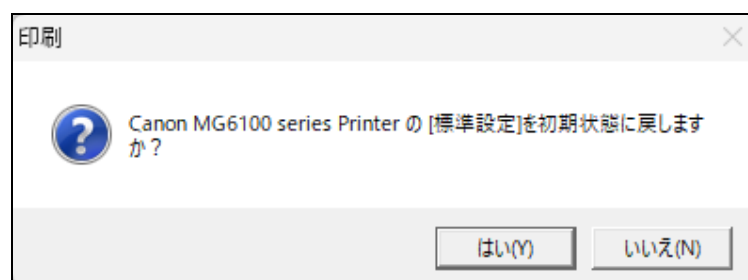 印刷
Canon MG6100 series Printer の [標準設定]を初期状態に戻します
か？
はい(Y)
いいえ(N)